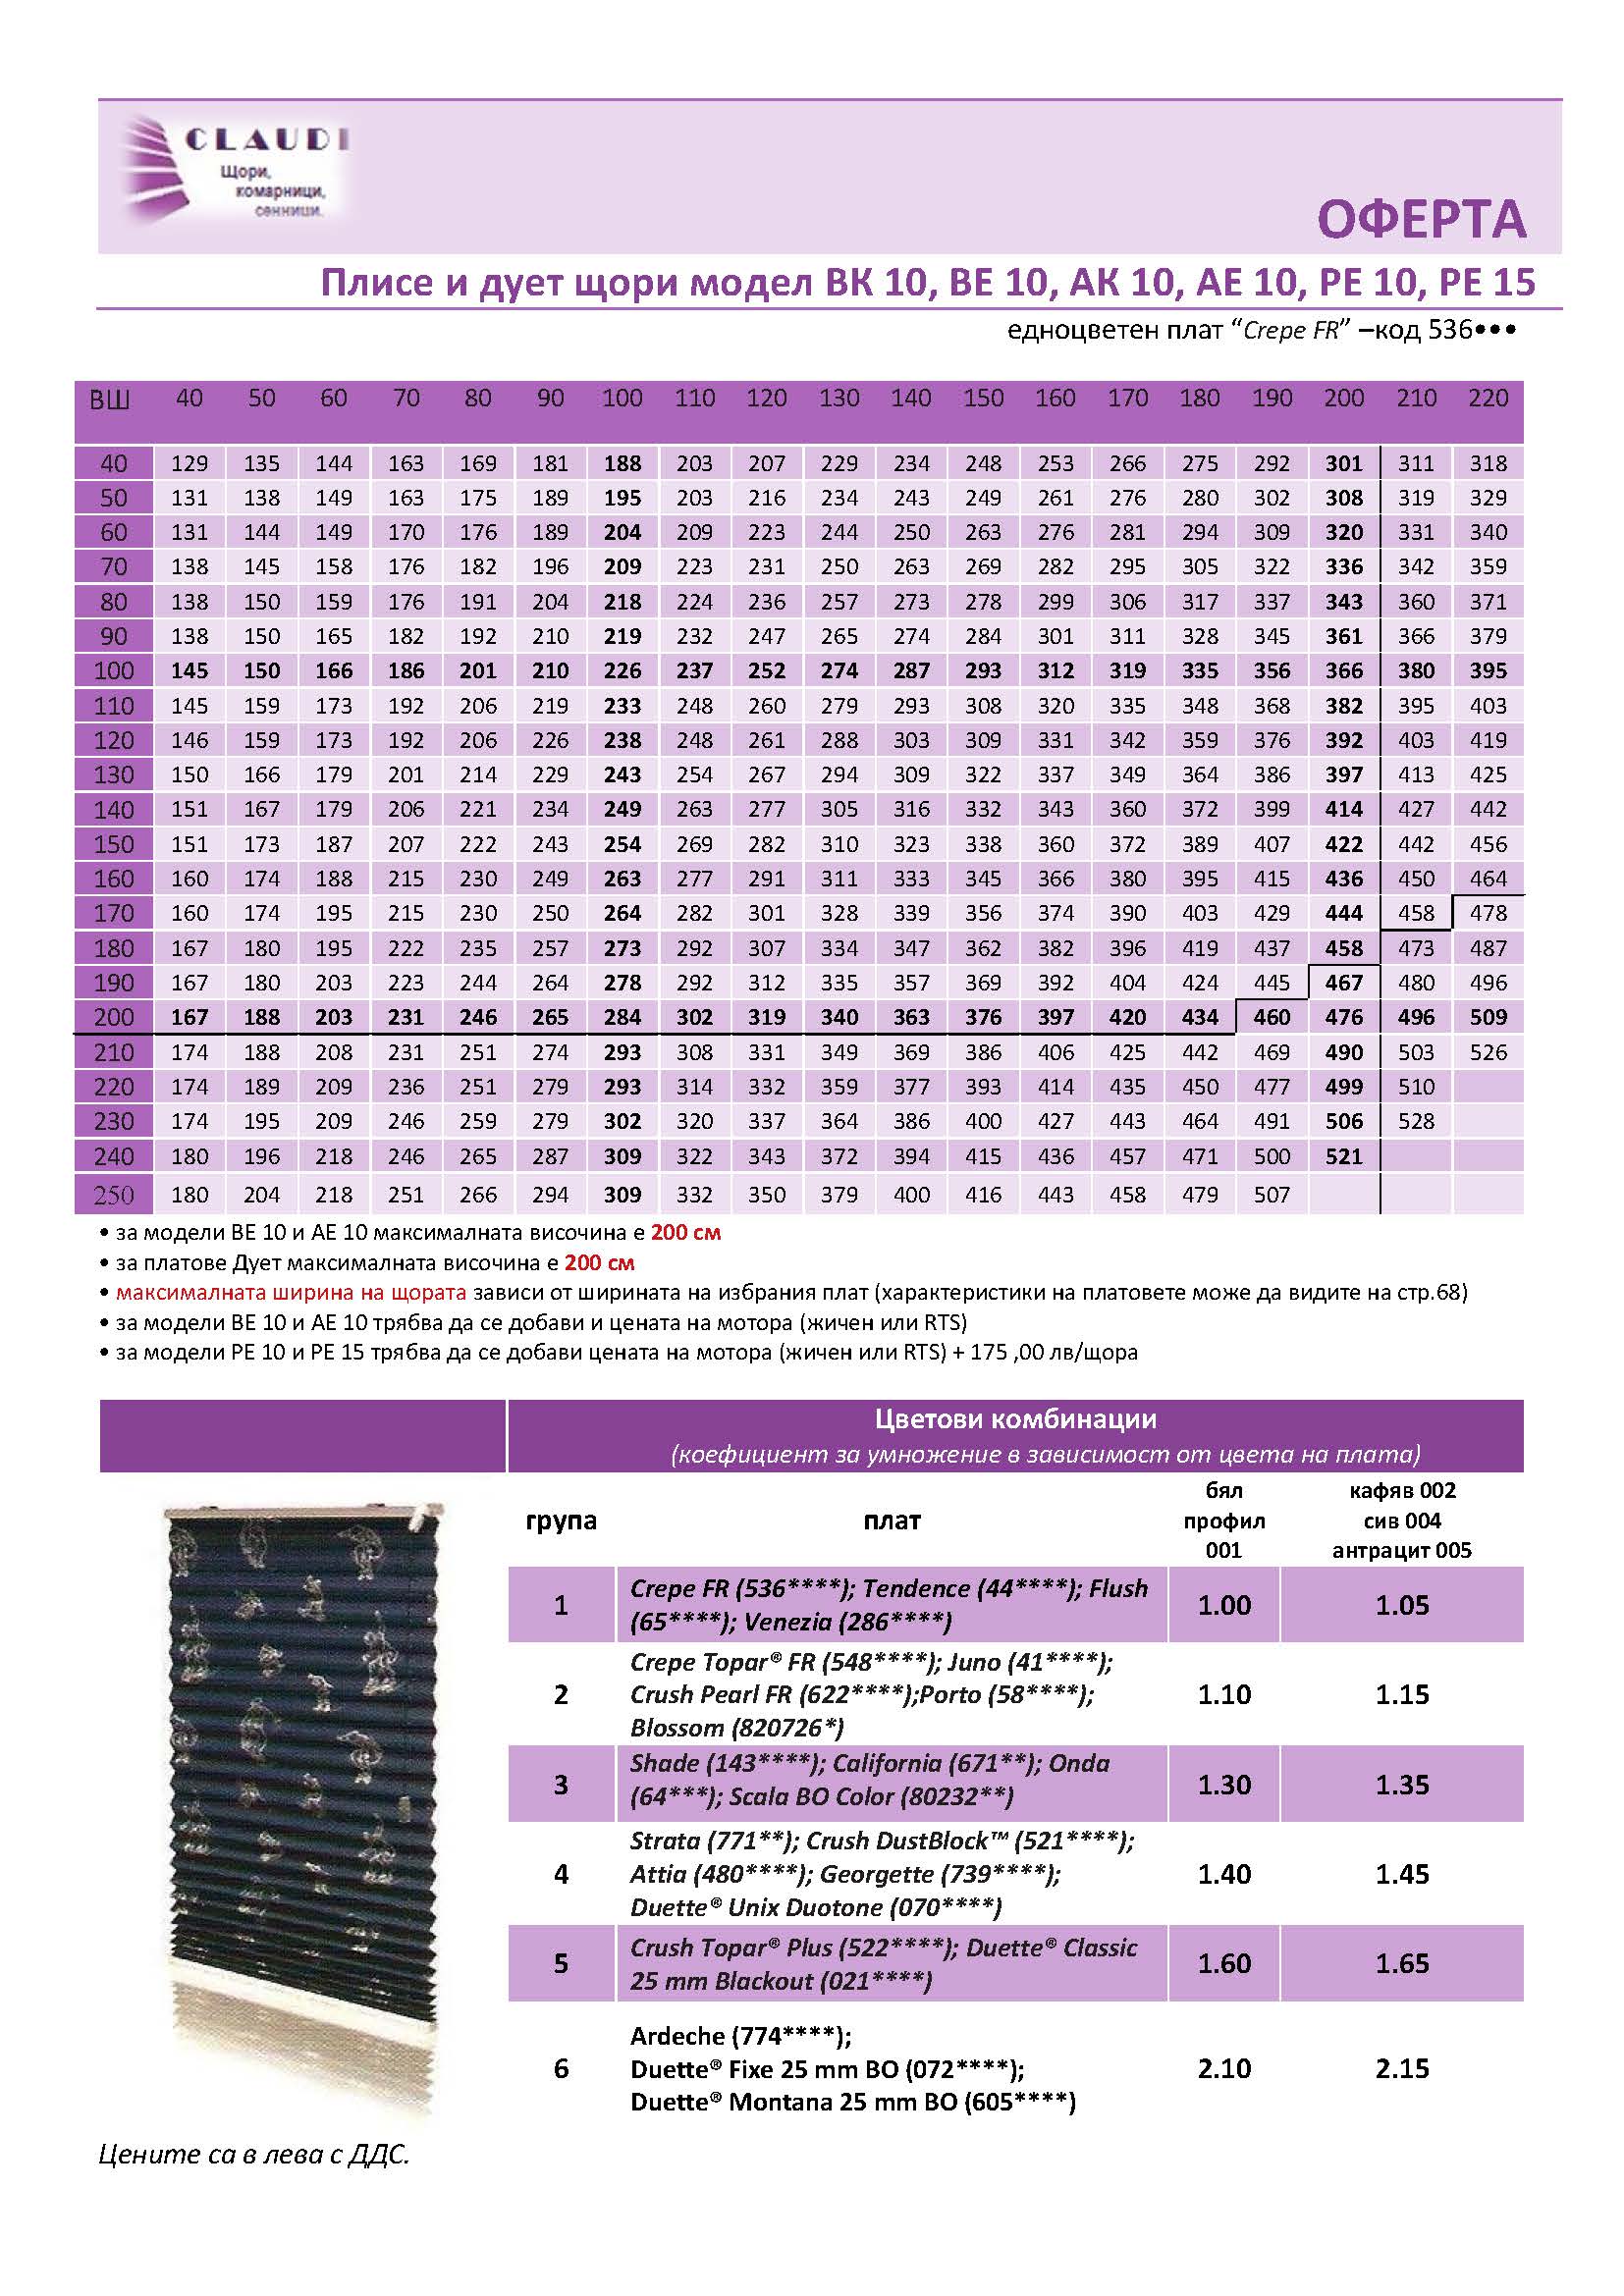 CLAUDI
Щори,
комарници,
сенници.
ОФЕРТА
Плисе и дует щори модел ВК 10, ВЕ 10, АК 10, АЕ 10, РЕ 10, РЕ 15
едноцветен плат “Crepe FR” –код 536•••
ВШ 40 50 60 70 80 90 100 110 120 130 140 150 160 170 180 190 200 210 220
40 129 135 144 163 169 181 188 203 207 229 234 248 253 266 275 292 301 311 318
50 131 138 149 163 175 189 195 203 216 234 243 249 261 276 280 302 308 319 329
60 131 144 149 170 176 189 204 209 223 244 250 263 276 281 294 309 320 331 340
70 138 145 158 176 182 196 209 223 231 250 263 269 282 295 305 322 336 342 359
80 138 150 159 176 191 204 218 224 236 257 273 278 299 306 317 337 343 360 371
90 138 150 165 182 192 210 219 232 247 265 274 284 301 311 328 345 361 366 379
100 145 150 166 186 201 210 226 237 252 274 287 293 312 319 335 356 366 380 395
110 145 159 173 192 206 219 233 248 260 279 293 308 320 335 348 368 382 395 403
120 146 159 173 192 206 226 238 248 261 288 303 309 331 342 359 376 392 403 419
130 150 166 179 201 214 229 243 254 267 294 309 322 337 349 364 386 397 413 425
140 151 167 179 206 221 234 249 263 277 305 316 332 343 360 372 399 414 427 442
150 151 173 187 207 222 243 254 269 282 310 323 338 360 372 389 407 422 442 456
160 160 174 188 215 230 249 263 277 291 311 333 345 366 380 395 415 436 450 464
170 160 174 195 215 230 250 264 282 301 328 339 356 374 390 403 429 444 458 478
180 167 180 195 222 235 257 273 292 307 334 347 362 382 396 419 437 458 473 487
190 167 180 203 223 244 264 278 292 312 335 357 369 392 404 424 445 467 480 496
200 167 188 203 231 246 265 284 302 319 340 363 376 397 420 434 460 476 496 509
210 174 188 208 231 251 274 293 308 331 349 369 386 406 425 442 469 490 503 526
220 174 189 209 236 251 279 293 314 332 359 377 393 414 435 450 477 499 510
230 174 195 209 246 259 279 302 320 337 364 386 400 427 443 464 491 506 528
240 180 196 218 246 265 287 309 322 343 372 394 415 436 457 471 500 521
250 180 204 218 251 266 294 309 332 350 379 400 416 443 458 479 507
• за модели ВЕ 10 и АЕ 10 максималната височина е 200 см
• за платове Дует максималната височина е 200 см
• максималната ширина на щората зависи от ширината на избрания плат (характеристики на платовете може да видите на стр.68)
• за модели ВЕ 10 и АЕ 10 трябва да се добави и цената на мотора (жичен или RTS)
• за модели РЕ 10 и РЕ 15 трябва да се добави цената на мотора (жичен или RTS) + 175 ,00 лв/щора
Цветови комбинации
(коефициент за умножение в зависимост от цвета на плата)
група плат бял профил 001 кафяв 002 сив 004 антрацит 005
1 Crepe FR (536****); Tendence (44****); Flush
(65****); Venezia (286****) 1.00 1.05
2 Crepe Topar® FR (548****); Juno (41****);
Crush Pearl FR (622****);Porto (58****);
Blossom (820726*) 1.10 1.15
3 Shade (143****); California (671**); Onda
(64***); Scala BO Color (80232**) 1.30 1.35
4 Strata (771**); Crush DustBlock™ (521****);
Attia (480****); Georgette (739****);
Duette® Unix Duotone (070****) 1.40 1.45
5 Crush Topar® Plus (522****); Duette® Classic
25 mm Blackout (021****) 1.60 1.65
6 Ardeche (774****);
Duette® Fixe 25 mm BO (072****);
Duette® Montana 25 mm BO (605****) 2.10 2.15
Цените са в лева с ДДС.